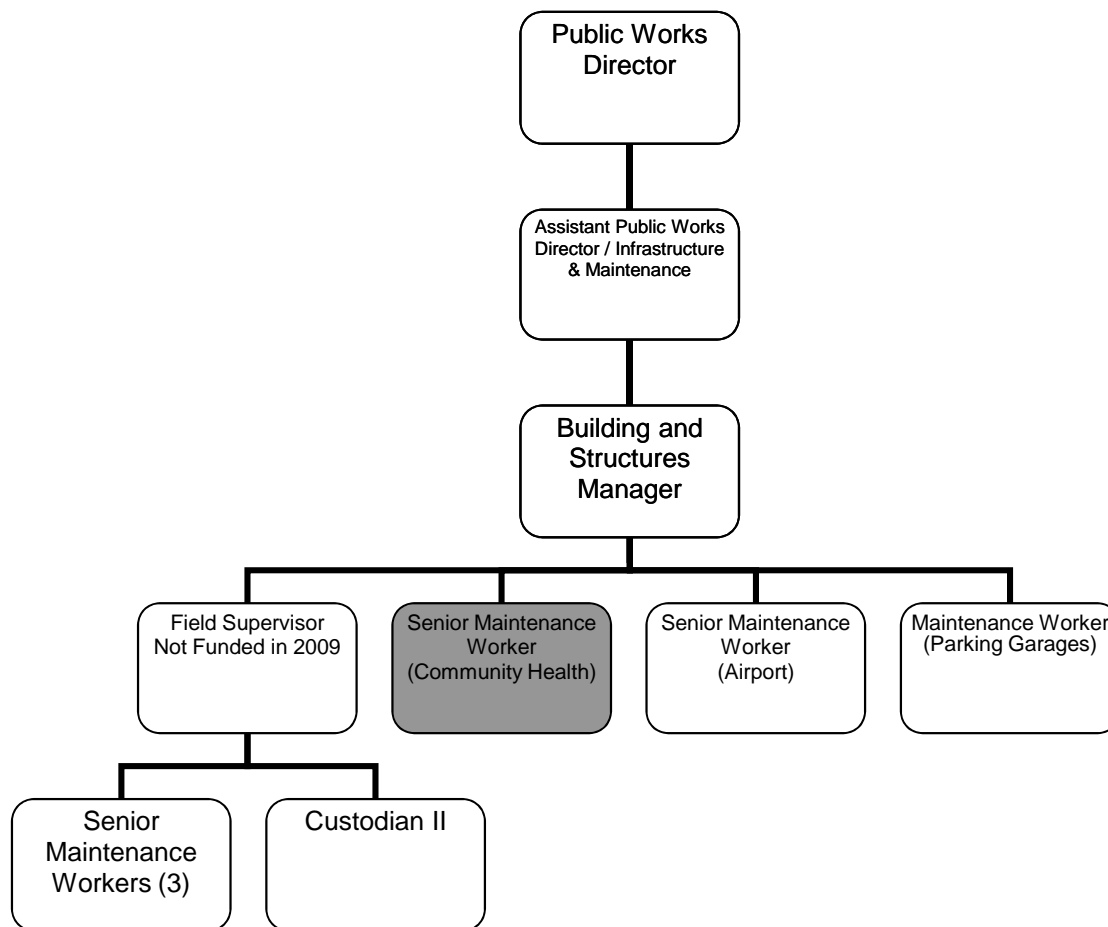 Public Works
Director
Assistant Public Works
Director / Infrastructure
& Maintenance
Building and
Structures
Manager
Field Supervisor
Not Funded in 2009
Senior Maintenance
Worker
(Community Health)
Senior Maintenance
Worker
(Airport)
Maintenance Worker
(Parking Garages)
Senior
Maintenance
Workers (3)
Custodian II